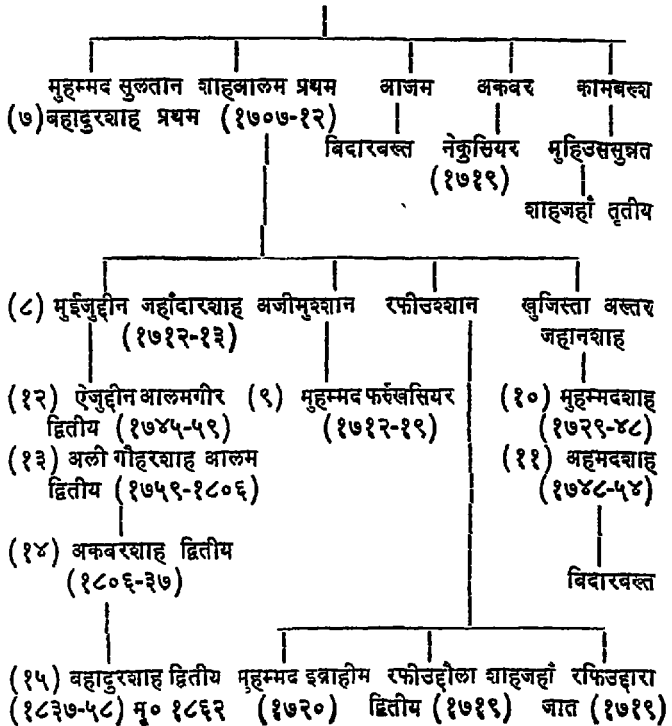 मुहम्मद सुलतान शाहआलम प्रथम आजम अकबर कामबख्श
(७) बहादुरशाह प्रथम (१७०७-१२)
बिदारबख्त नेकुसियर मुहिउससुन्नत
(१७१९)
शाहजहाँ तृतीय
(८) मुईजुद्दीन जहाँदारशाह अजीमुश्शान रफीउश्शान खुजिस्ता अख्तर
(१७१२-१३) जहानशाह
(१२) ऐजुद्दीन आलमगीर (९) मुहम्मद फर्रुखसियर (१०) मुहम्मदशाह
द्वितीय (१७४५-५९) (१७१२-१९) (१७२९-४८)
(१३) अली गौहरशाह आलम (११) अहमदशाह
द्वितीय (१७५९-१८०६) (१७४८-५४)
(१४) अकबरशाह द्वितीय
(१८०६-३७) बिदारबख्त
(१५) बहादुरशाह द्वितीय मुहम्मद इब्राहीम रफीउद्दौला शाहजहाँ रफिउद्दारा
(१८३७-५८) मृ० १८६२ (१७२०) द्वितीय (१७१९) जात (१७१९)